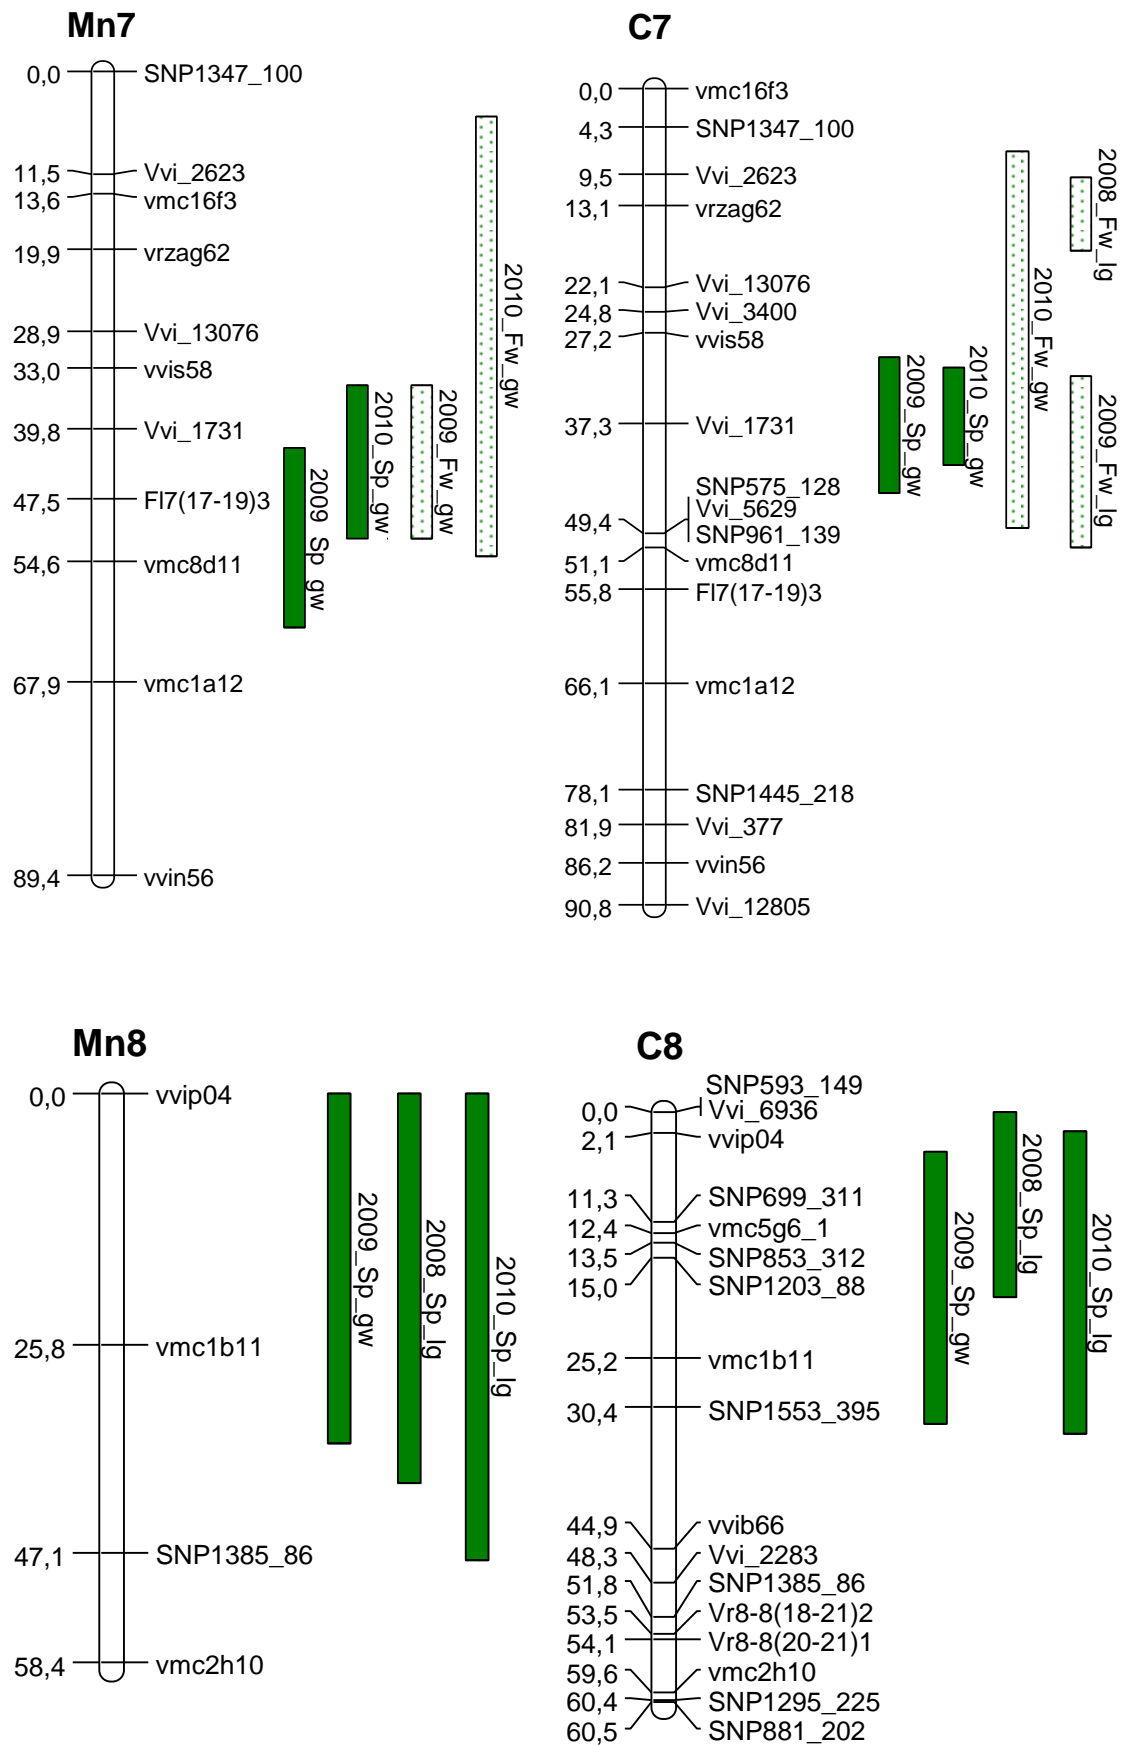 Mn7
0,0 SNP1347_100
11,5 Vvi_2623
13,6 vmc16f3
19,9 vrzag62
28,9 Vvi_13076
33,0 vvis58
39,8 Vvi_1731
47,5 Fl7(17-19)3
54,6 vmc8d11
67,9 vmc1a12
89,4 vvin56
2009_Sp_gw
2010_Sp_gw
2009_Fw_gw
2010_Fw_gw
C7
0,0 vmc16f3
4,3 SNP1347_100
9,5 Vvi_2623
13,1 vrzag62
22,1 Vvi_13076
24,8 Vvi_3400
27,2 vvis58
37,3 Vvi_1731
SNP575_128
49,4 Vvi_5629
SNP961_139
51,1 vmc8d11
55,8 Fl7(17-19)3
66,1 vmc1a12
78,1 SNP1445_218
81,9 Vvi_377
86,2 vvin56
90,8 Vvi_12805
2009_Sp_gw
2010_Sp_gw
2010_Fw_gw
2008_Fw_lg
2009_Fw_lg
Mn8
0,0 vvip04
25,8 vmc1b11
47,1 SNP1385_86
58,4 vmc2h10
2009_Sp_gw
2008_Sp_lg
2010_Sp_lg
C8
SNP593_149
0,0 Vvi_6936
2,1 vvip04
11,3 SNP699_311
12,4 vmc5g6_1
13,5 SNP853_312
15,0 SNP1203_88
25,2 vmc1b11
30,4 SNP1553_395
44,9 vvib66
48,3 Vvi_2283
51,8 SNP1385_86
53,5 Vr8-8(18-21)2
54,1 Vr8-8(20-21)1
59,6 vmc2h10
60,4 SNP1295_225
60,5 SNP881_202
2009_Sp_gw
2008_Sp_lg
2010_Sp_lg